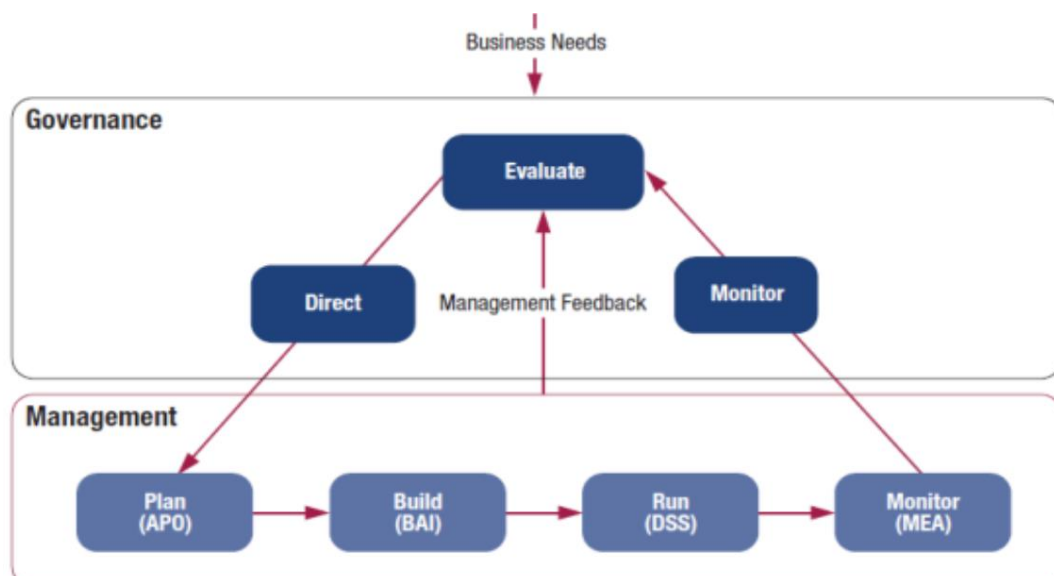 Business Needs
Governance
Evaluate
Direct
Management Feedback
Monitor
Management
Plan
(APO)
Build
(BAI)
Run
(DSS)
Monitor
(MEA)